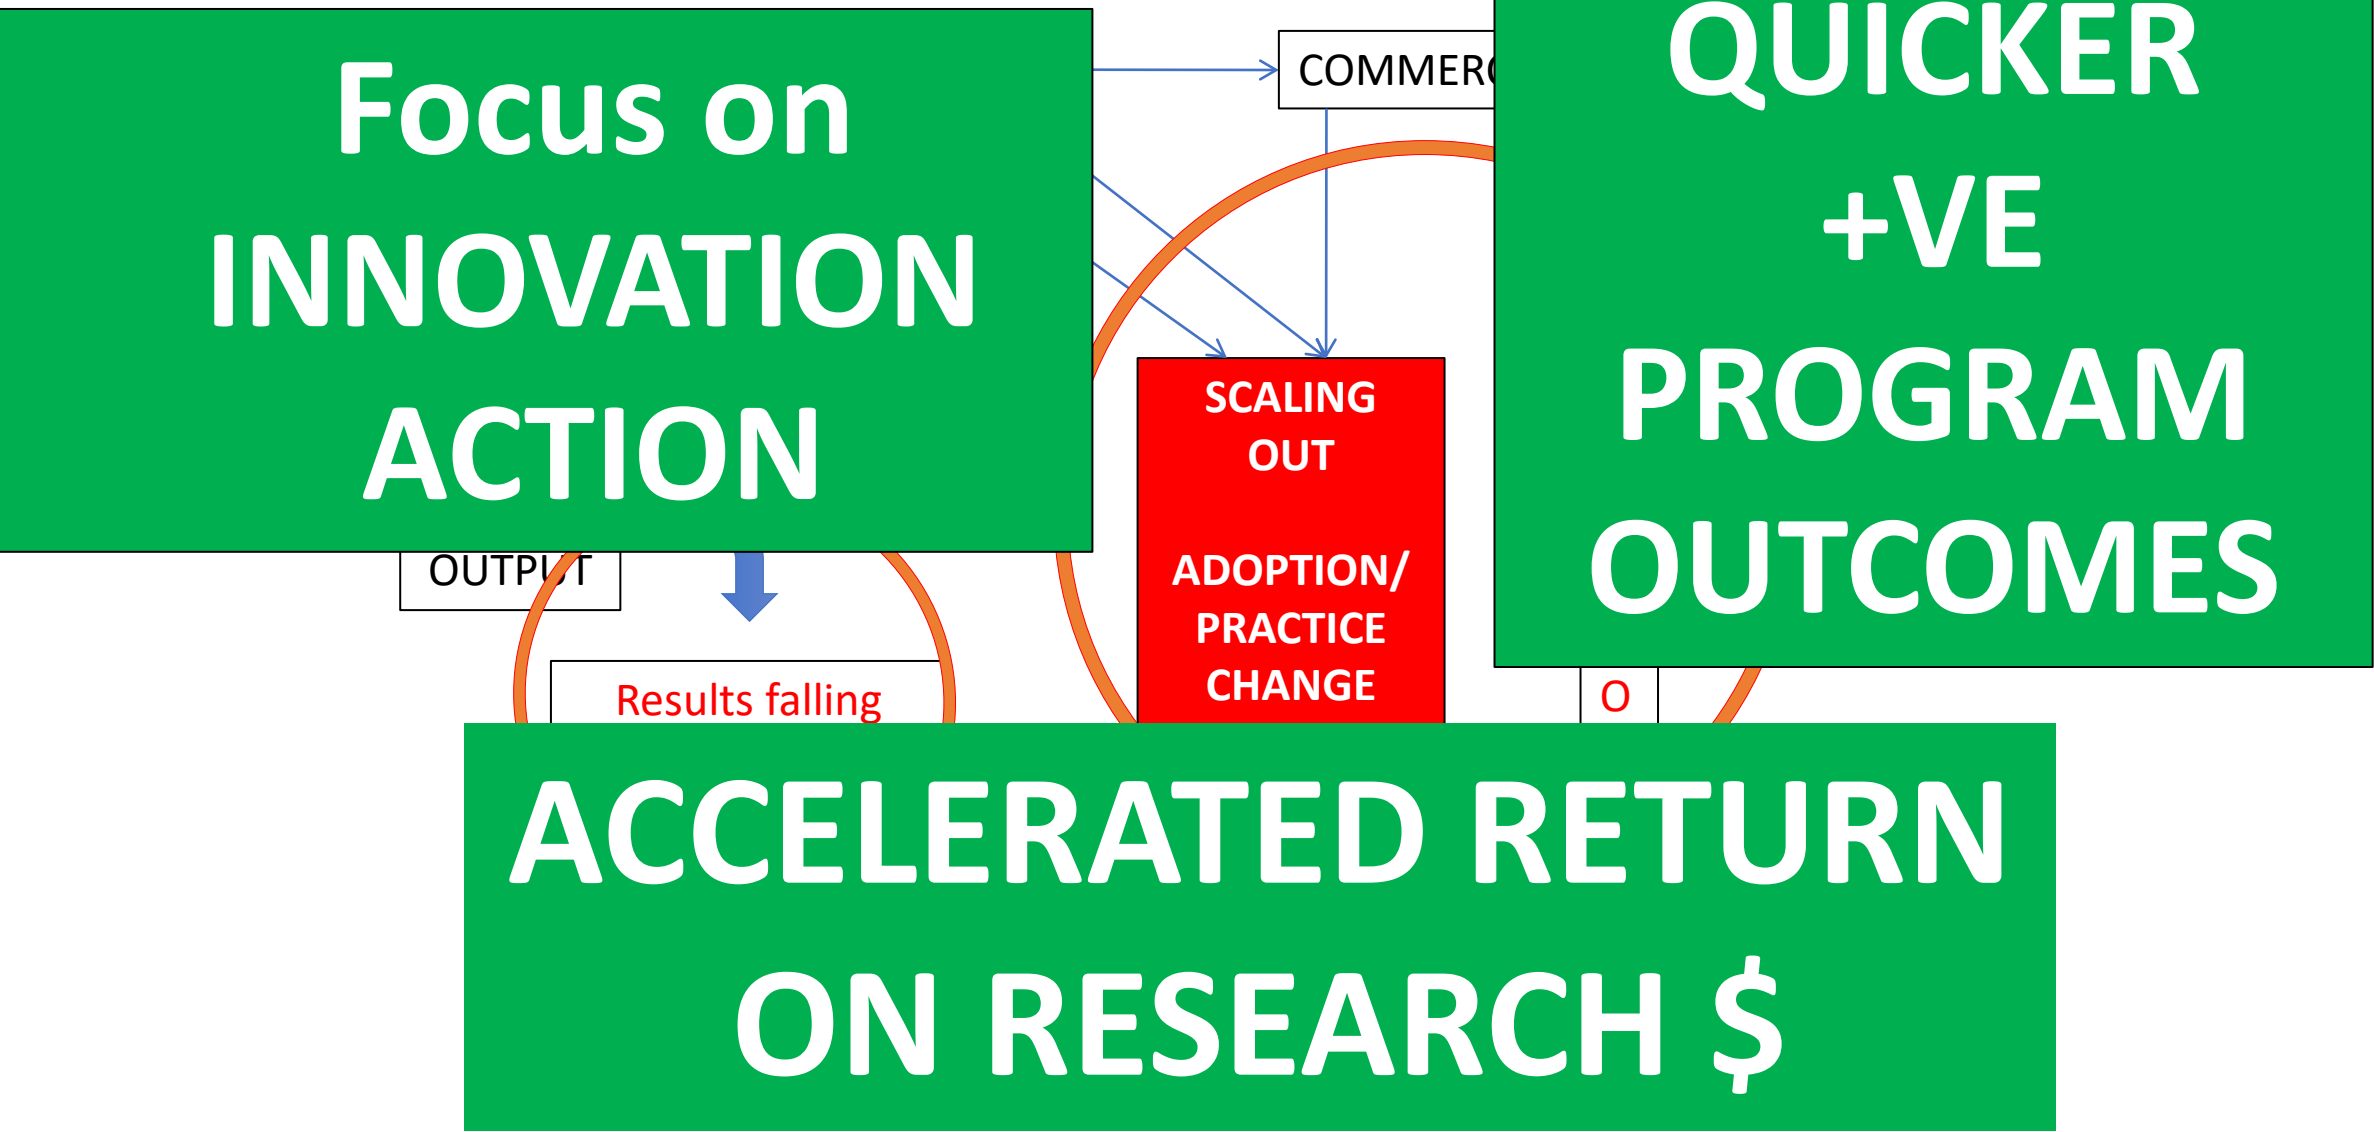 Focus on
INNOVATION
ACTION
QUICKER
+VE
PROGRAM
OUTCOMES
SCALING
OUT
ADOPTION/
PRACTICE
CHANGE
OUTPUT
Results falling
O
ACCELERATED RETURN
ON RESEARCH $